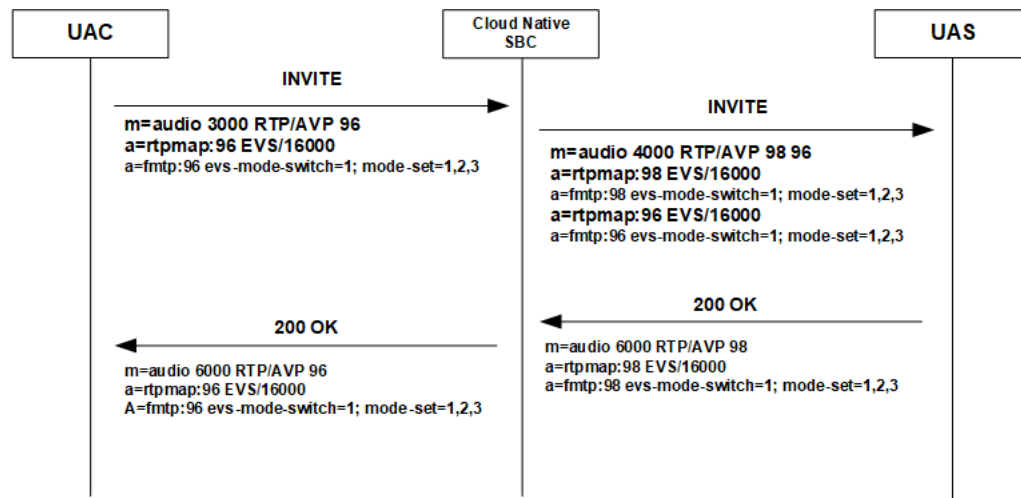 UAC
Cloud Native
SBC
UAS
INVITE
m=audio 3000 RTP/AVP 96
a=rtpmap:96 EVS/16000
a=fmtp:96 evs-mode-switch=1; mode-set=1,2,3
INVITE
m=audio 4000 RTP/AVP 98 96
a=rtpmap:98 EVS/16000
a=fmtp:98 evs-mode-switch=1; mode-set=1,2,3
a=rtpmap:96 EVS/16000
a=fmtp:96 evs-mode-switch=1; mode-set=1,2,3
200 OK
m=audio 6000 RTP/AVP 98
a=rtpmap:98 EVS/16000
a=fmtp:98 evs-mode-switch=1; mode-set=1,2,3
200 OK
m=audio 6000 RTP/AVP 96
a=rtpmap:96 EVS/16000
A=fmtp:96 evs-mode-switch=1; mode-set=1,2,3